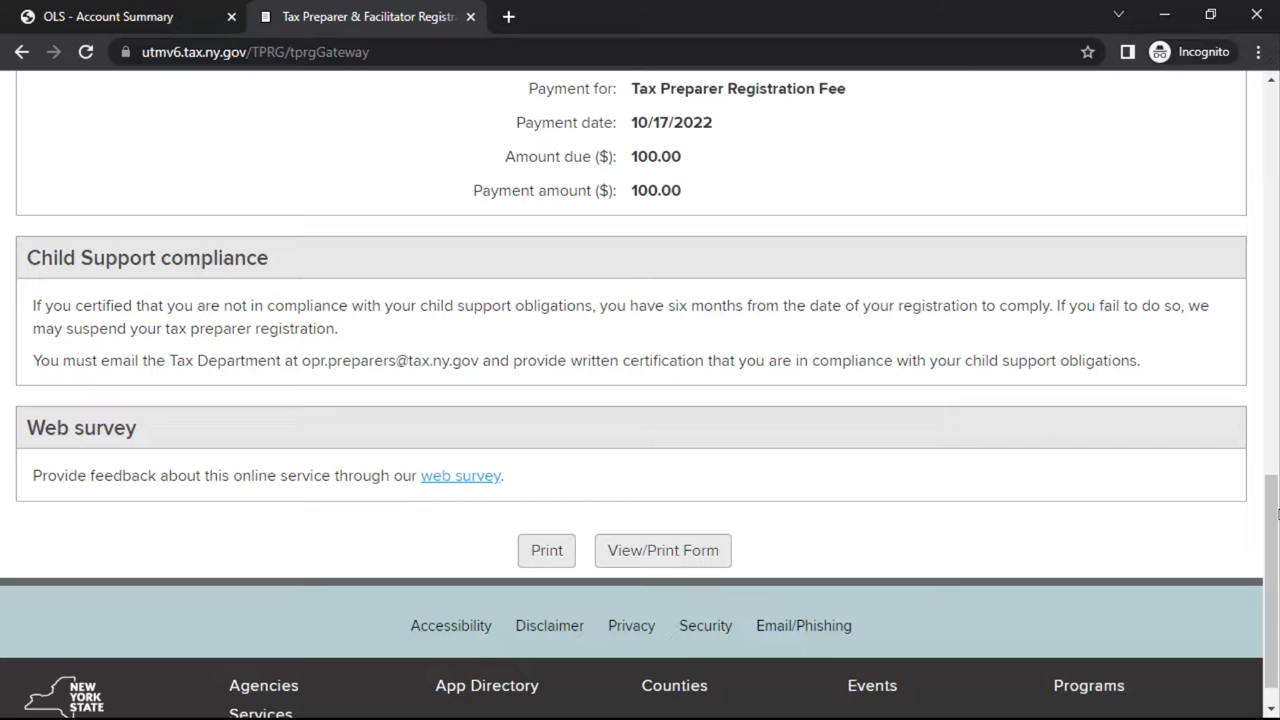 OLS - Account Summary
Tax Preparer & Facilitator Registr
utmv6.tax.ny.gov/TPRG/tprgGateway
Incognito
Payment for: Tax Preparer Registration Fee
Payment date: 10/17/2022
Amount due ($): 100.00
Payment amount ($): 100.00
Child Support compliance
If you certified that you are not in compliance with your child support obligations, you have six months from the date of your registration to comply. If you fail to do so, we
may suspend your tax preparer registration.
You must email the Tax Department at opr.preparers@tax.ny.gov and provide written certification that you are in compliance with your child support obligations.
Web survey
Provide feedback about this online service through our web survey.
Print View/Print Form
Accessibility Disclaimer Privacy Security Email/Phishing
NEW
YORK
STATE
Agencies App Directory Counties Events Programs
Services